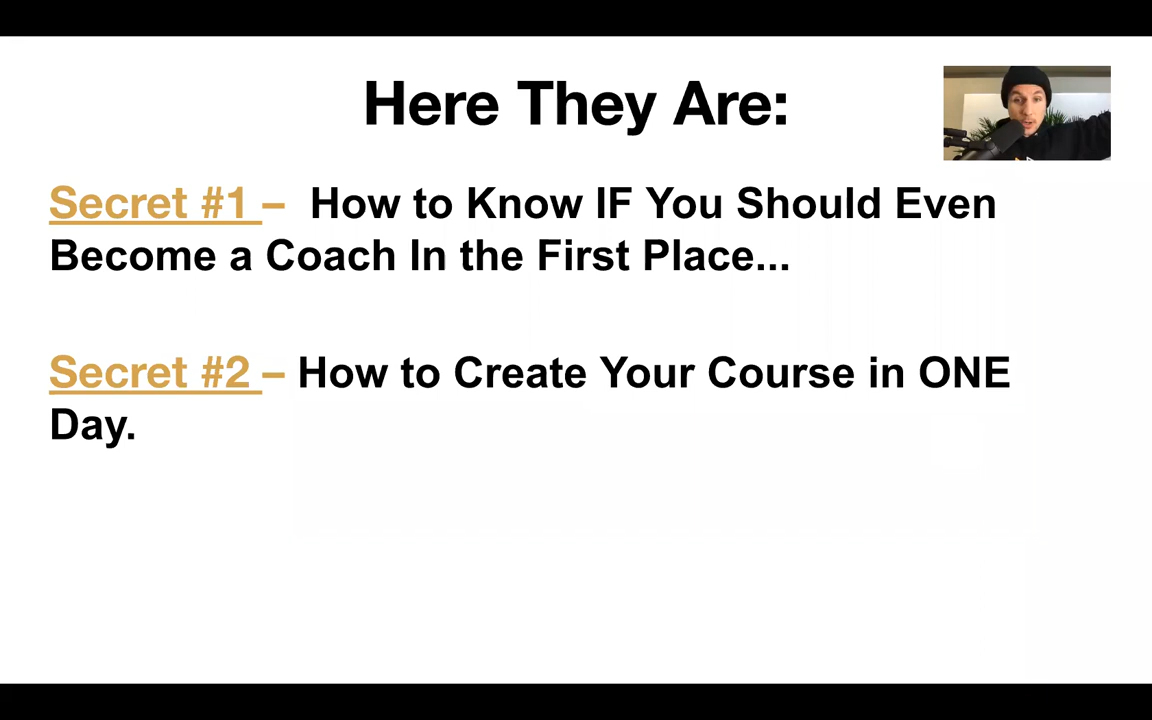 Here They Are:
Secret #1 – How to Know IF You Should Even
Become a Coach In the First Place...
Secret #2 – How to Create Your Course in ONE
Day.